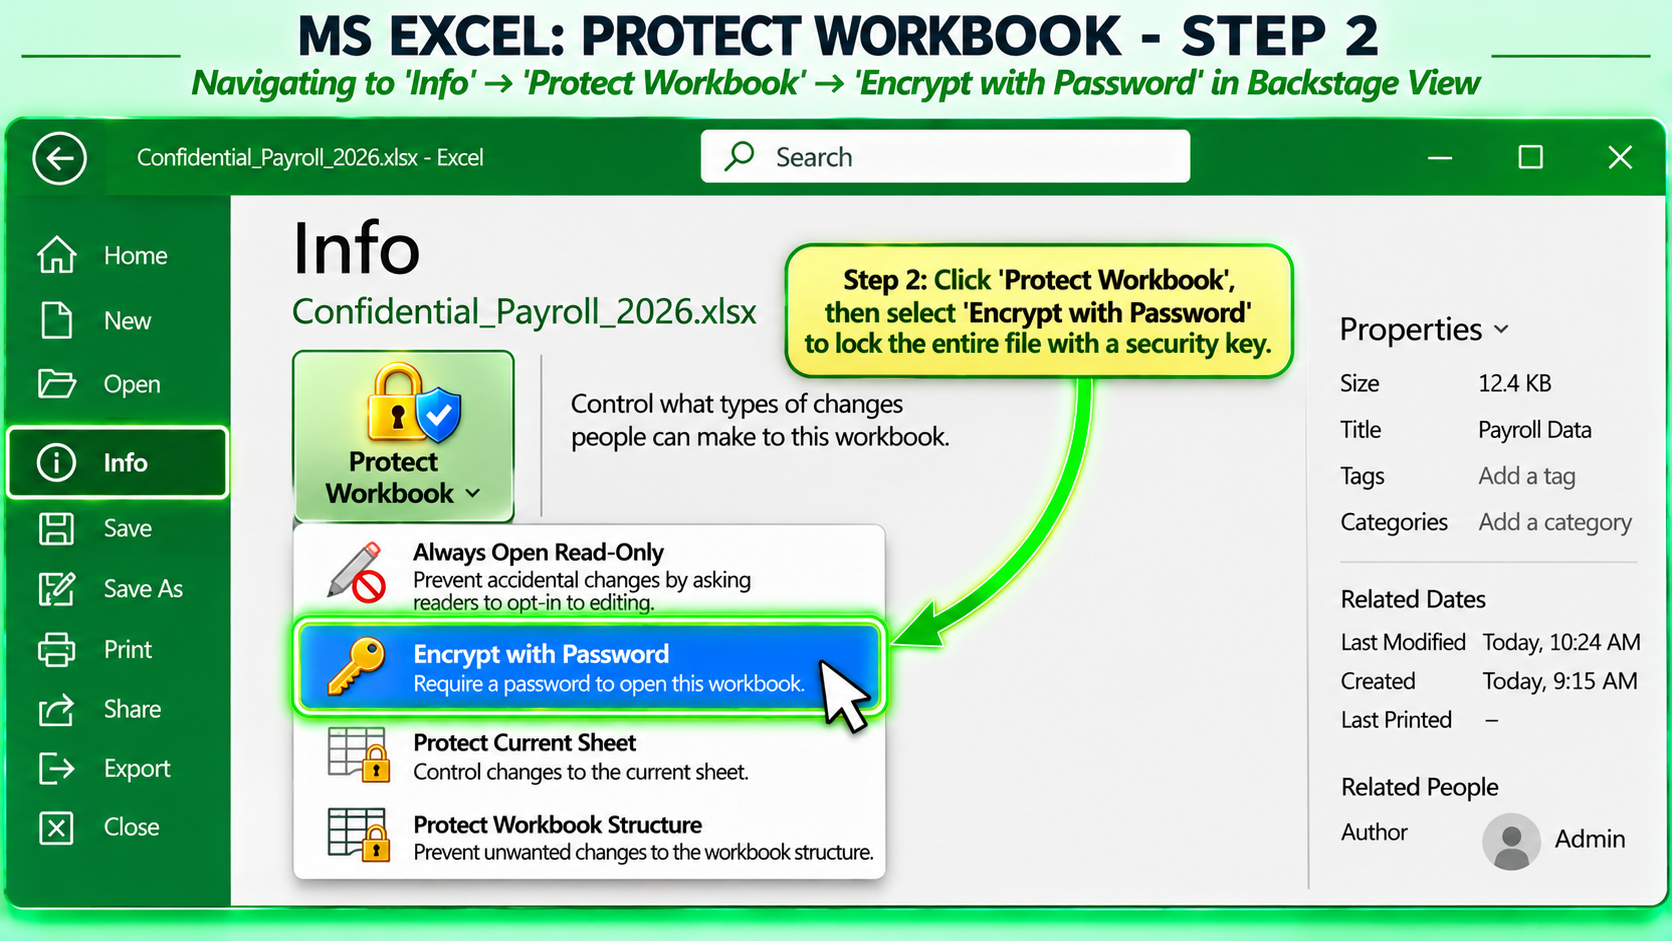 MS EXCEL: PROTECT WORKBOOK - STEP 2
Navigating to 'Info' → 'Protect Workbook' → 'Encrypt with Password' in Backstage View
Confidential_Payroll_2026.xlsx - Excel
Search
Home
New
Open
Info
Save
Save As
Print
Share
Export
Close
Info
Confidential_Payroll_2026.xlsx
Protect
Workbook
Control what types of changes
people can make to this workbook.
Step 2: Click 'Protect Workbook',
then select 'Encrypt with Password'
to lock the entire file with a security key.
Always Open Read-Only
Prevent accidental changes by asking
readers to opt-in to editing.
Encrypt with Password
Require a password to open this workbook.
Protect Current Sheet
Control changes to the current sheet.
Protect Workbook Structure
Prevent unwanted changes to the workbook structure.
Properties
Size 12.4 KB
Title Payroll Data
Tags Add a tag
Categories Add a category
Related Dates
Last Modified Today, 10:24 AM
Created Today, 9:15 AM
Last Printed –
Related People
Author Admin